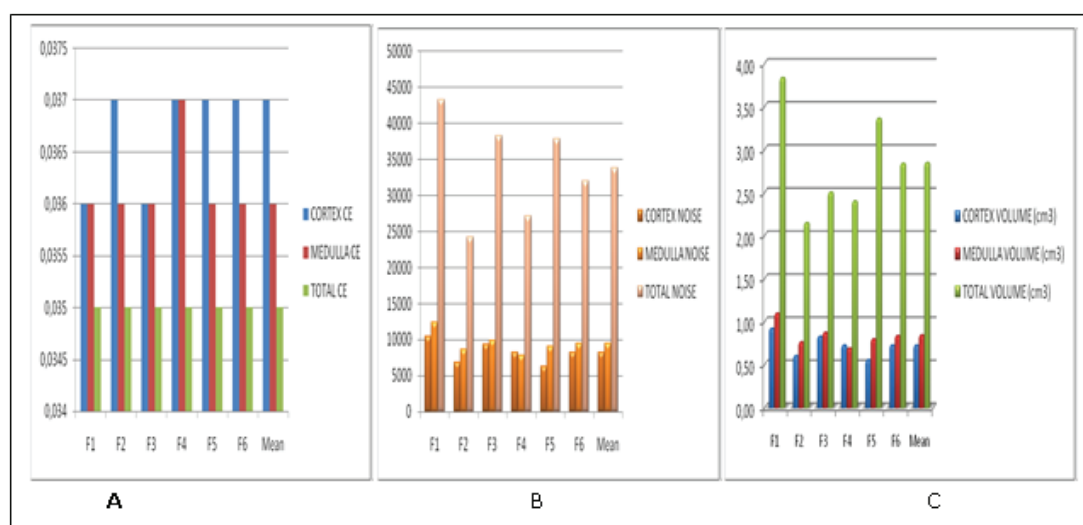 0,0375
0,037
0,0365
0,036
0,0355
0,035
0,0345
0,034
F1 F2 F3 F4 F5 F6 Mean
CORTEX CE
MEDULLA CE
TOTAL CE
A
50000
45000
40000
35000
30000
25000
20000
15000
10000
5000
0
F1 F2 F3 F4 F5 F6 Mean
CORTEX NOISE
MEDULLA NOISE
TOTAL NOISE
B
4,00
3,50
3,00
2,50
2,00
1,50
1,00
0,50
0,00
F1 F2 F3 F4 F5 F6 Mean
CORTEX VOLUME (cm3)
MEDULLA VOLUME (cm3)
TOTAL VOLUME (cm3)
C